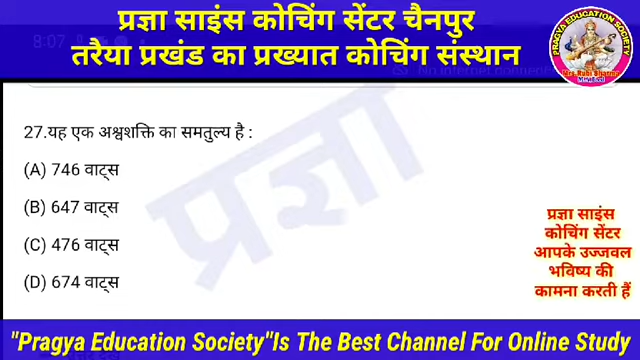 प्रज्ञा साइंस कोचिंग सेंटर चैनपुर
तरैया प्रखंड का प्रख्यात कोचिंग संस्थान
PRAGYA EDUCATION SOCIETY
8:07
27.यह एक अश्वशक्ति का समतुल्य है :
(A) 746 वाट्स
(B) 647 वाट्स
(C) 476 वाट्स
(D) 674 वाट्स
प्रज्ञा
प्रज्ञा साइंस
कोचिंग सेंटर
आपके उज्जवल
भविष्य की
कामना करती हैं
"Pragya Education Society"Is The Best Channel For Online Study